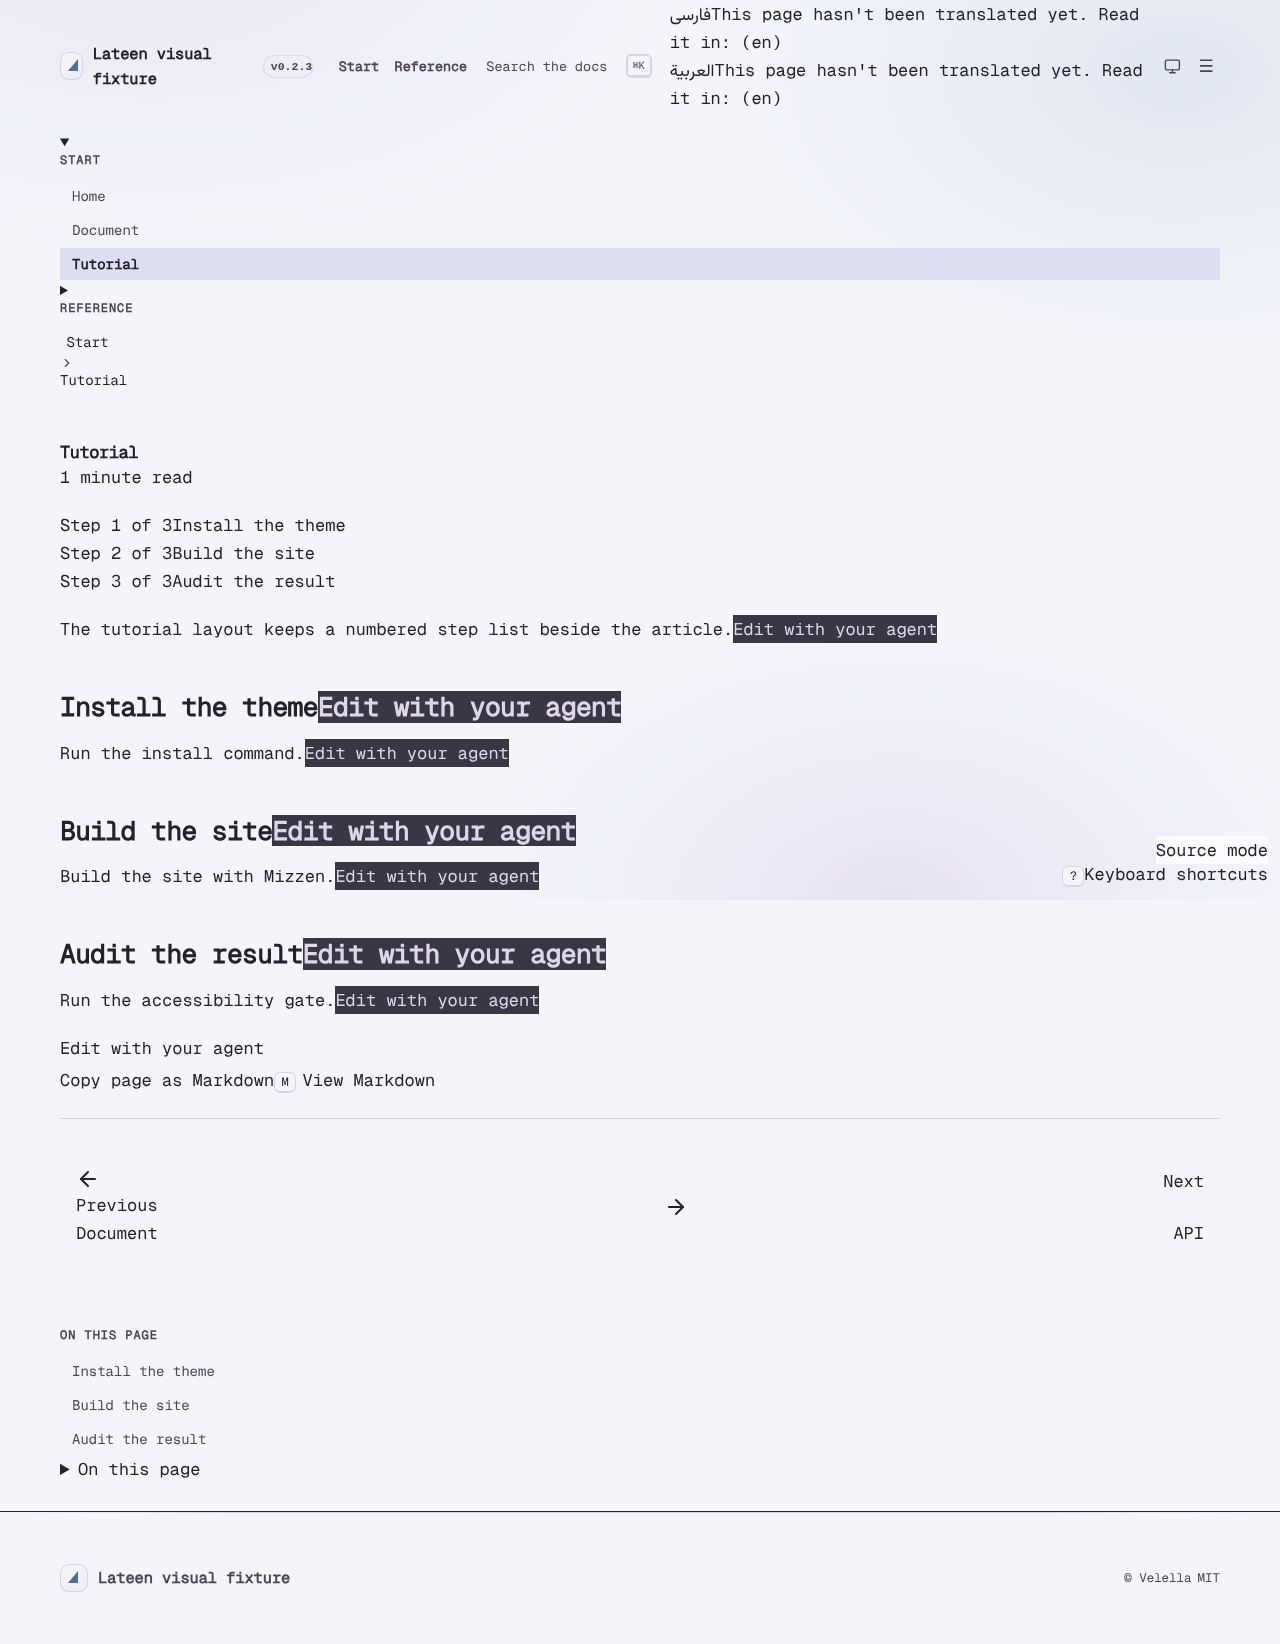 Lateen visual
fixture
v0.2.3
Start
Reference
Search the docs
⌘K
فارسیThis page hasn't been translated yet. Read
it in: (en)
العربيةThis page hasn't been translated yet. Read
it in: (en)
START
Home
Document
Tutorial
REFERENCE
Start
Tutorial
Tutorial
1 minute read
Step 1 of 3Install the theme
Step 2 of 3Build the site
Step 3 of 3Audit the result
The tutorial layout keeps a numbered step list beside the article.Edit with your agent
Install the themeEdit with your agent
Run the install command.Edit with your agent
Build the siteEdit with your agent
Source mode
Build the site with Mizzen.Edit with your agent
?Keyboard shortcuts
Audit the resultEdit with your agent
Run the accessibility gate.Edit with your agent
Edit with your agent
Copy page as MarkdownM View Markdown
Previous
Document
Next
API
ON THIS PAGE
Install the theme
Build the site
Audit the result
On this page
Lateen visual fixture
© Velella MIT